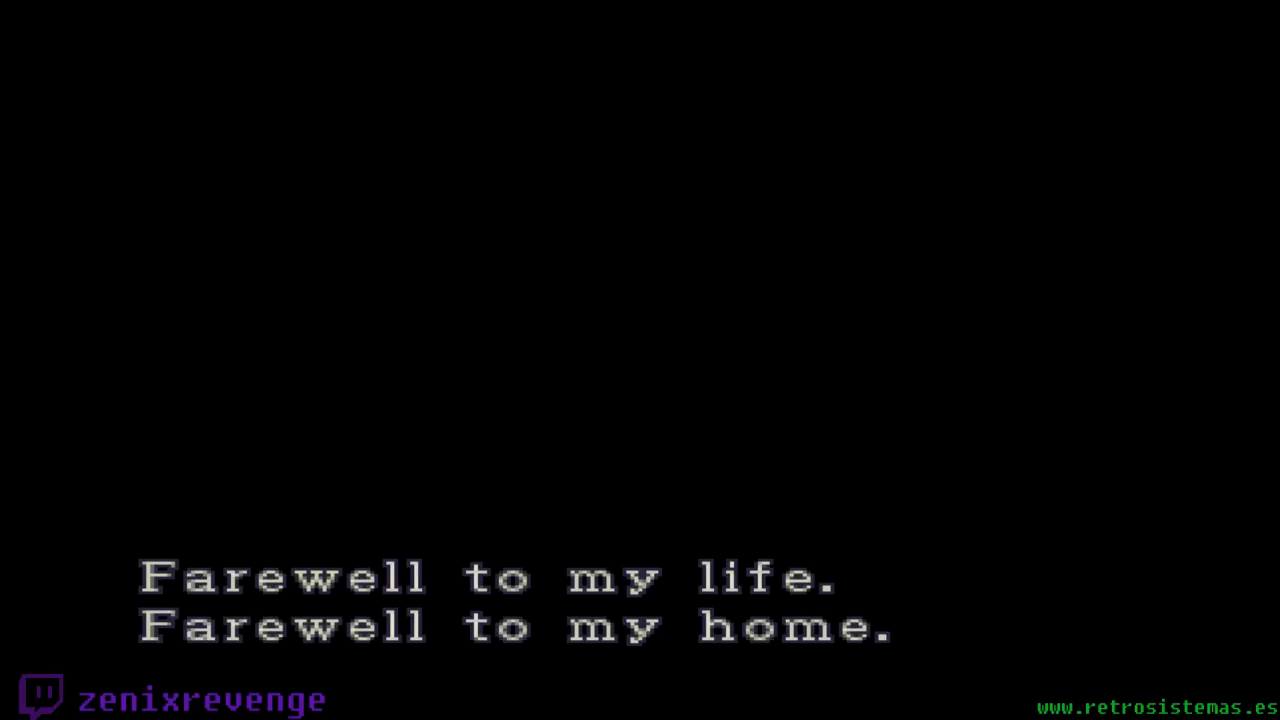 Farewell to my life.
Farewell to my home.
zenixrevenge
www.retrosistemas.es